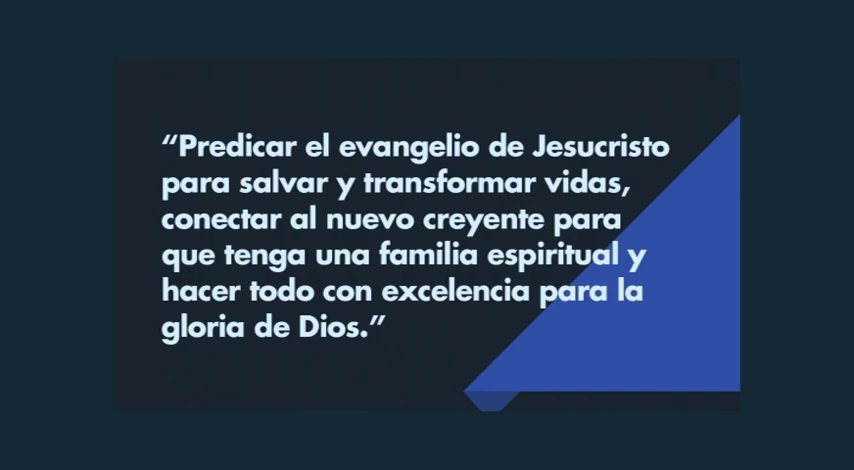 “Predicar el evangelio de Jesucristo
para salvar y transformar vidas,
conectar al nuevo creyente para
que tenga una familia espiritual y
hacer todo con excelencia para la
gloria de Dios.”